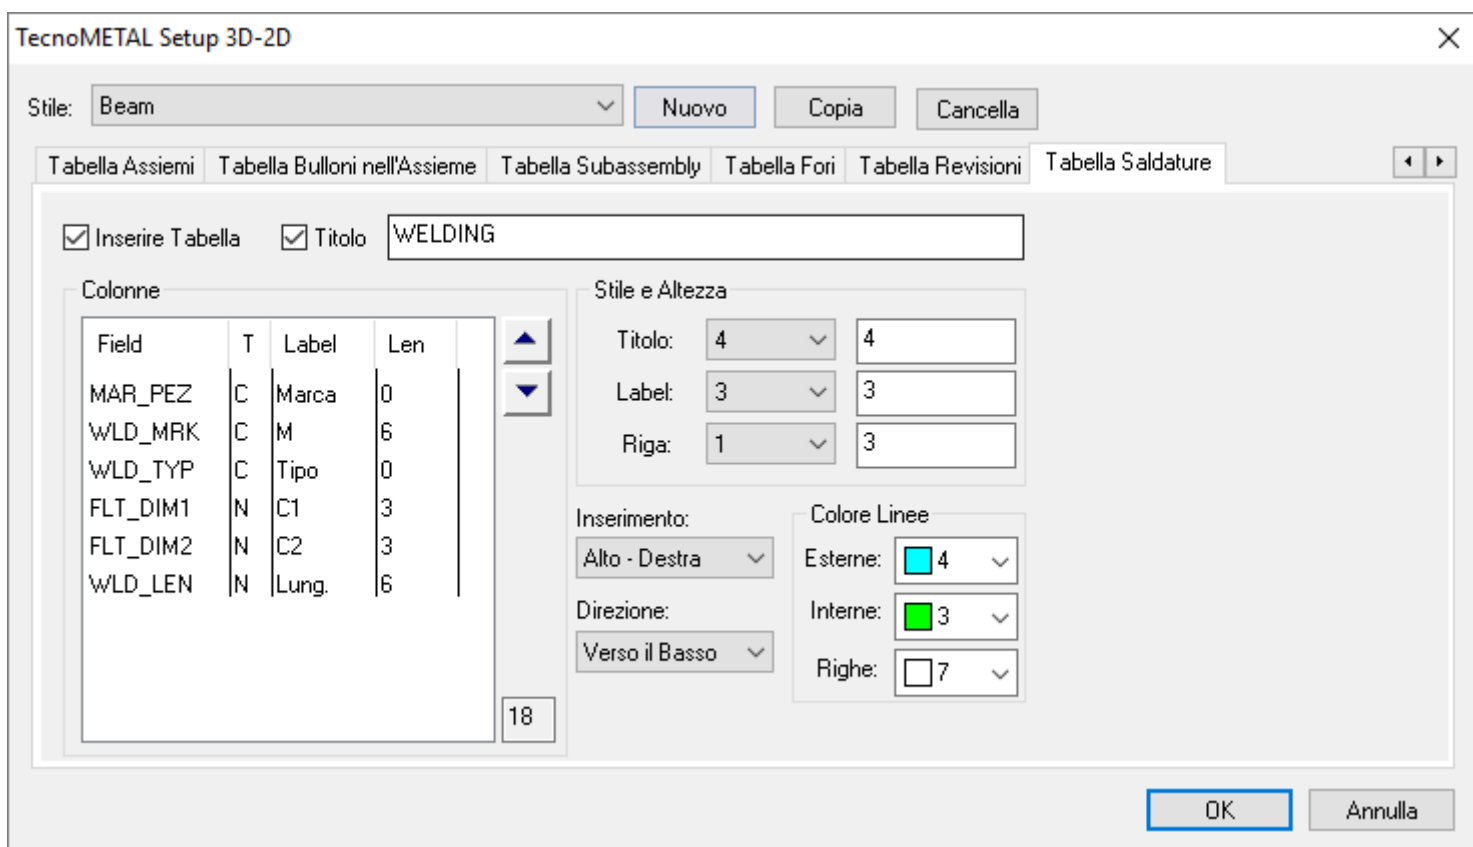 TecnoMETAL Setup 3D-2D
Stile: Beam Nuovo Copia Cancella
Tabella Assiemi Tabella Bulloni nell'Assieme Tabella Subassembly Tabella Fori Tabella Revisioni Tabella Saldature
Inserire Tabella Titolo WELDING
Colonne
Field T Label Len
MAR_PEZ C Marca 0
WLD_MRK C M 6
WLD_TYP C Tipo 0
FLT_DIM1 N C1 3
FLT_DIM2 N C2 3
WLD_LEN N Lung. 6
18
Stile e Altezza
Titolo: 4 4
Label: 3 3
Riga: 1 3
Inserimento:
Alto - Destra
Direzione:
Verso il Basso
Colore Linee
Esterne: 4
Interne: 3
Righe: 7
OK Annulla